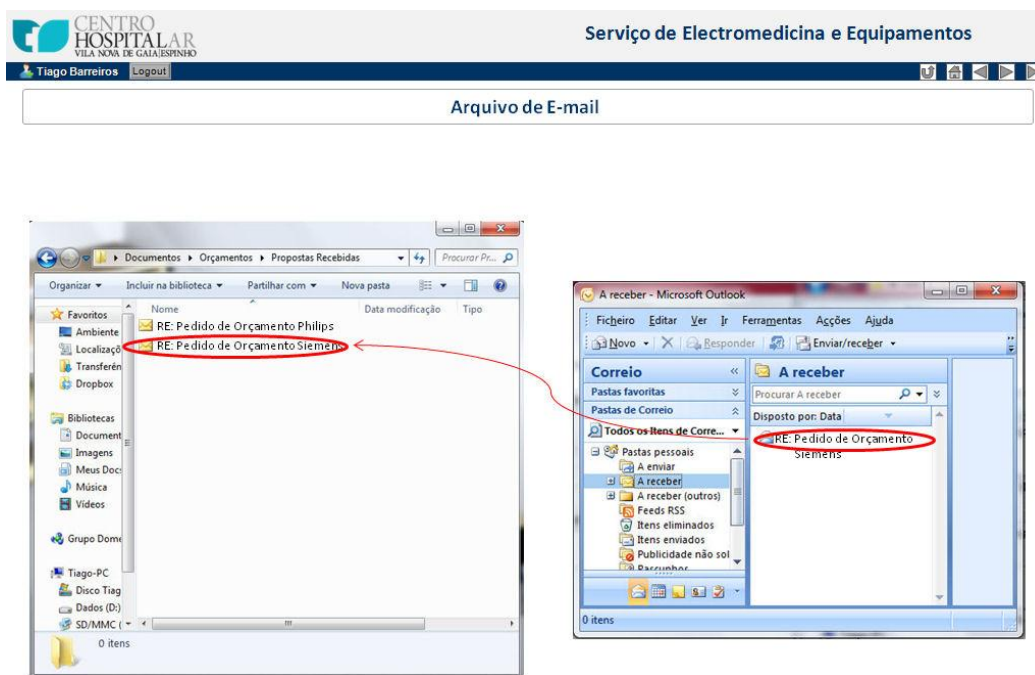 CENTRO
HOSPITALAR
VILA NOVA DE GAIA|ESPINHO
Serviço de Electromedicina e Equipamentos
Tiago Barreiros Logout
Arquivo de E-mail
Documentos Orçamentos Propostas Recebidas Procurar Pr...
Organizar Incluir na biblioteca Partilhar com Nova pasta
Favoritos
Ambiente
Localizaçõ
Transferên
Dropbox
Bibliotecas
Document
Imagens
Meus Doc
Música
Vídeos
Grupo Dome
Tiago-PC
Disco Tiag
Dados (D:)
SD/MMC (
Nome Data modificação Tipo
RE: Pedido de Orçamento Philips
RE: Pedido de Orçamento Siemens
0 itens
A receber - Microsoft Outlook
Ficheiro Editar Ver Ir Ferramentas Acções Ajuda
Novo Responder Enviar/receber
Correio
Pastas favoritas
Pastas de Correio
Todos os Itens de Corre...
Pastas pessoais
A enviar
A receber
A receber (outros)
Feeds RSS
Itens eliminados
Itens enviados
Publicidade não sol
A receber
Procurar A receber
Disposto por: Data
RE: Pedido de Orçamento
Siemens
0 itens